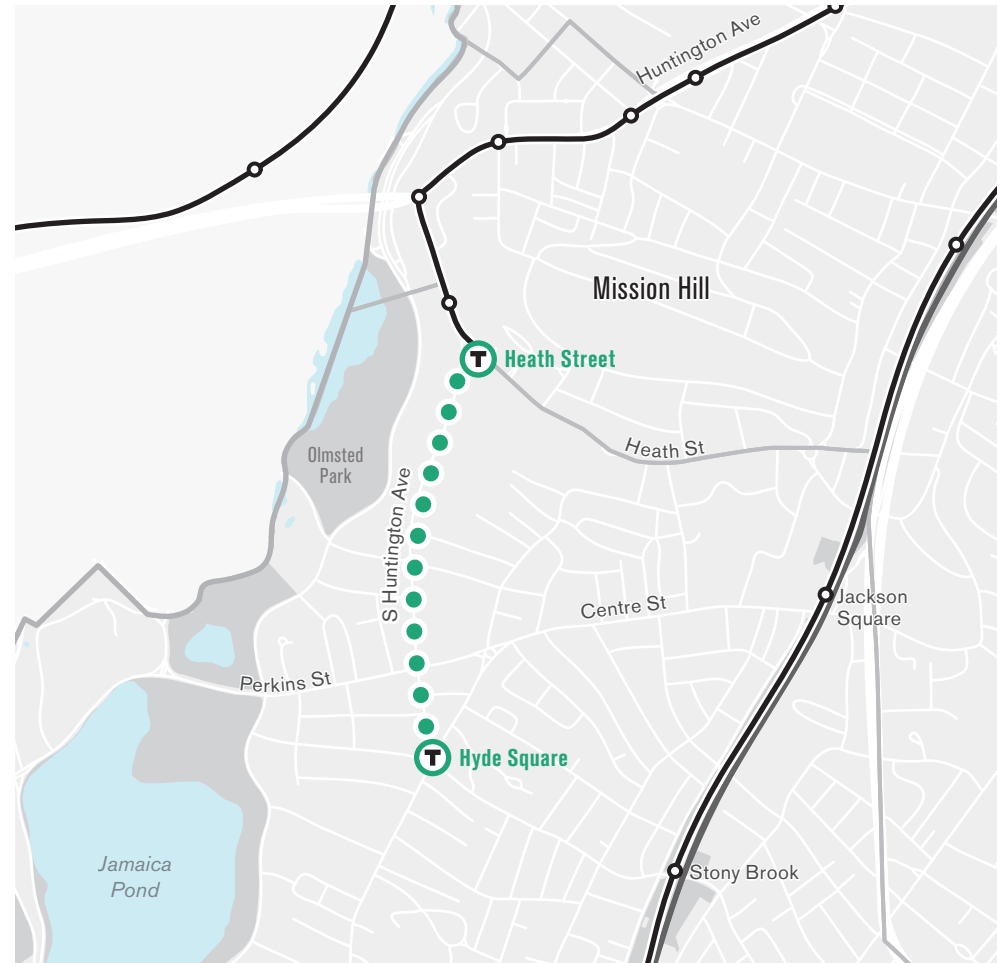 Huntington Ave
Mission Hill
T
Heath Street
Heath St
Olmsted
Park
S Huntington Ave
Centre St
Jackson
Square
Perkins St
T
Hyde Square
Jamaica
Pond
Stony Brook